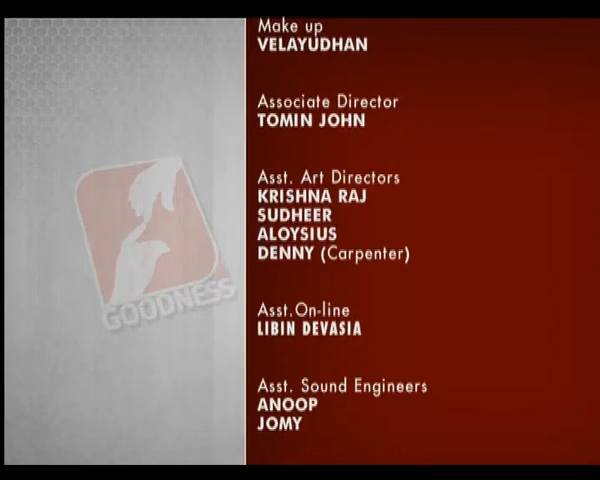 Make up
VELAYUDHAN
Associate Director
TOMIN JOHN
Asst. Art Directors
KRISHNA RAJ
SUDHEER
ALOYSIUS
DENNY (Carpenter)
Asst.On-line
LIBIN DEVASIA
Asst. Sound Engineers
ANOOP
JOMY
GOODNESS